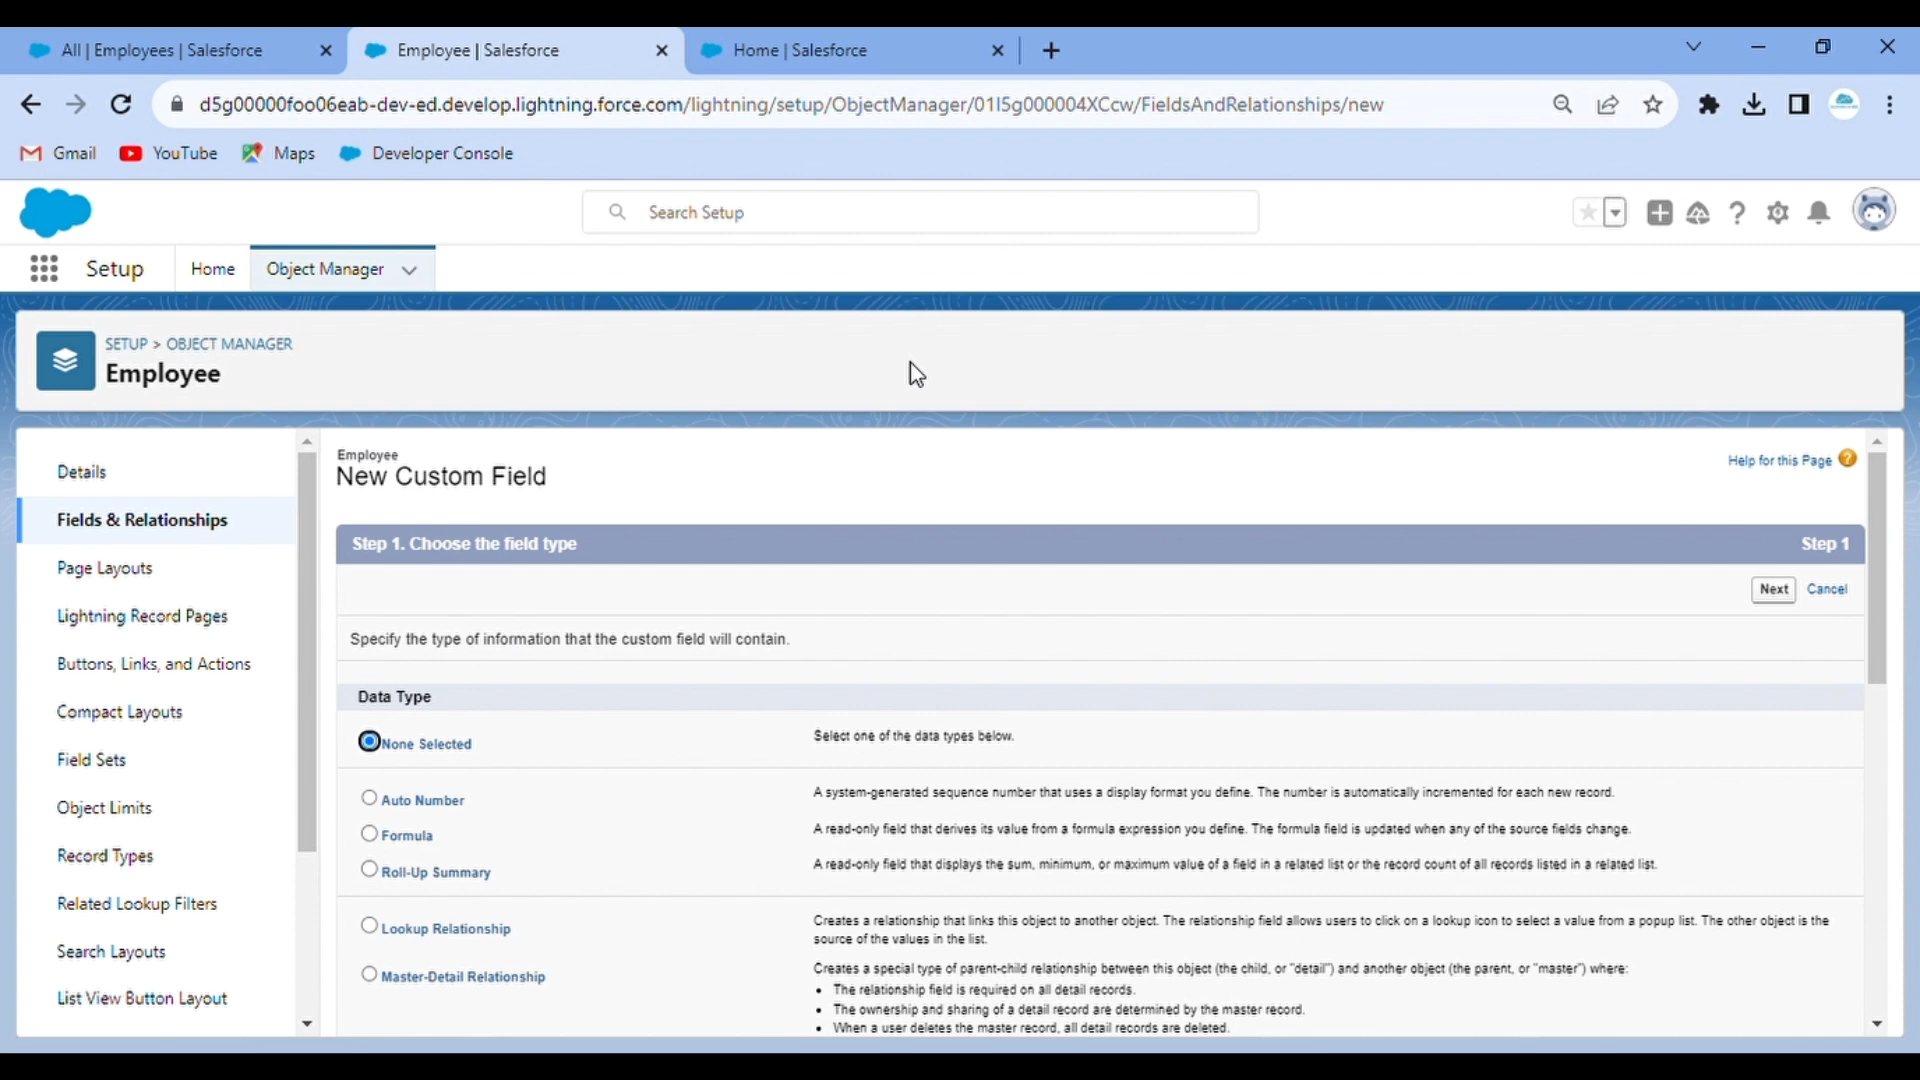 All | Employees | Salesforce
Employee | Salesforce
Home | Salesforce
d5g00000foo06eab-dev-ed.develop.lightning.force.com/lightning/setup/ObjectManager/01I5g000004XCcw/FieldsAndRelationships/new
Gmail
YouTube
Maps
Developer Console
Search Setup
Setup
Home
Object Manager
SETUP > OBJECT MANAGER
Employee
Details
Fields & Relationships
Page Layouts
Lightning Record Pages
Buttons, Links, and Actions
Compact Layouts
Field Sets
Object Limits
Record Types
Related Lookup Filters
Search Layouts
List View Button Layout
Employee
New Custom Field
Help for this Page
Step 1. Choose the field type
Step 1
Next
Cancel
Specify the type of information that the custom field will contain.
Data Type
None Selected
Select one of the data types below.
Auto Number
A system-generated sequence number that uses a display format you define. The number is automatically incremented for each new record.
Formula
A read-only field that derives its value from a formula expression you define. The formula field is updated when any of the source fields change.
Roll-Up Summary
A read-only field that displays the sum, minimum, or maximum value of a field in a related list or the record count of all records listed in a related list.
Lookup Relationship
Creates a relationship that links this object to another object. The relationship field allows users to click on a lookup icon to select a value from a popup list. The other object is the
source of the values in the list.
Master-Detail Relationship
Creates a special type of parent-child relationship between this object (the child, or "detail") and another object (the parent, or "master") where:
• The relationship field is required on all detail records.
• The ownership and sharing of a detail record are determined by the master record.
• When a user deletes the master record, all detail records are deleted.